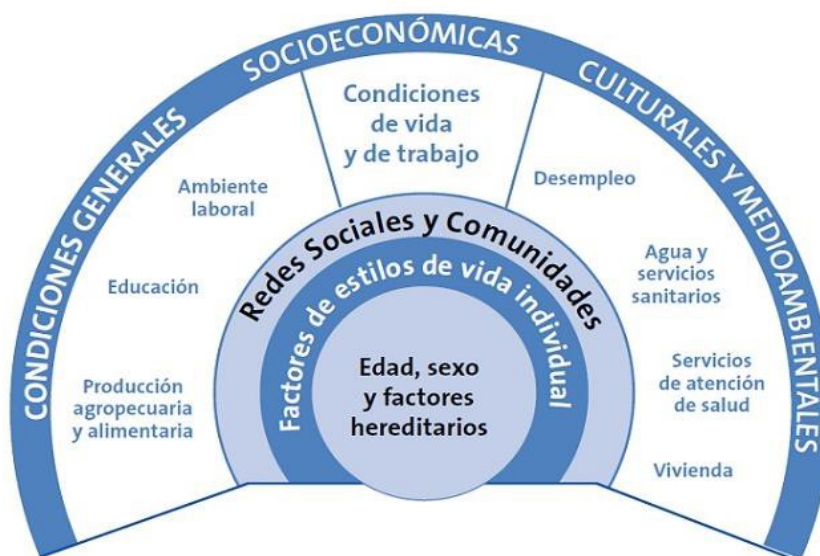 CONDICIONES GENERALES SOCIOECONÓMICAS CULTURALES Y MEDIOAMBIENTALES
Condiciones
de vida
y de trabajo
Ambiente
laboral
Educación
Producción
agropecuaria
y alimentaria
Desempleo
Agua y
servicios
sanitarios
Servicios
de atención
de salud
Vivienda
Redes Sociales y Comunidades
Factores de estilos de vida individual
Edad, sexo
y factores
hereditarios